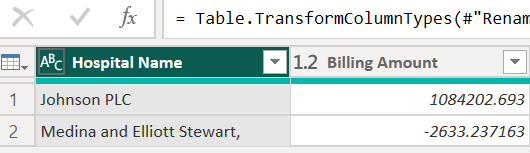 fx = Table.TransformColumnTypes(#"Renam
ABC Hospital Name 1.2 Billing Amount
1 Johnson PLC 1084202.693
2 Medina and Elliott Stewart, -2633.237163